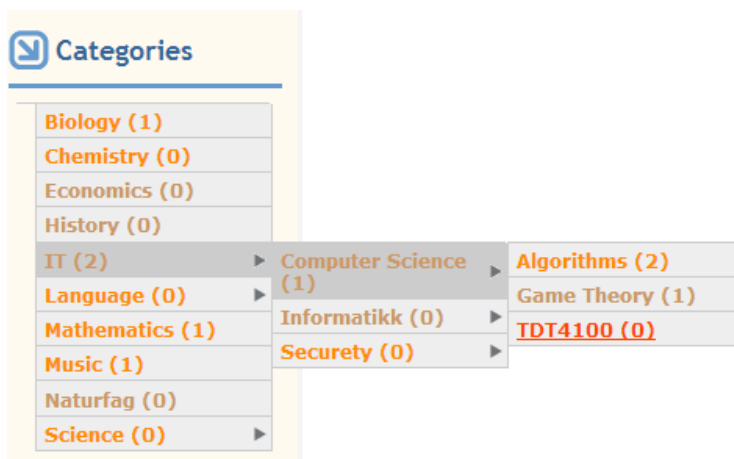 Categories
Biology (1)
Chemistry (0)
Economics (0)
History (0)
IT (2)
Language (0)
Mathematics (1)
Music (1)
Naturfag (0)
Science (0)
Computer Science
(1)
Informatikk (0)
Securety (0)
Algorithms (2)
Game Theory (1)
TDT4100 (0)